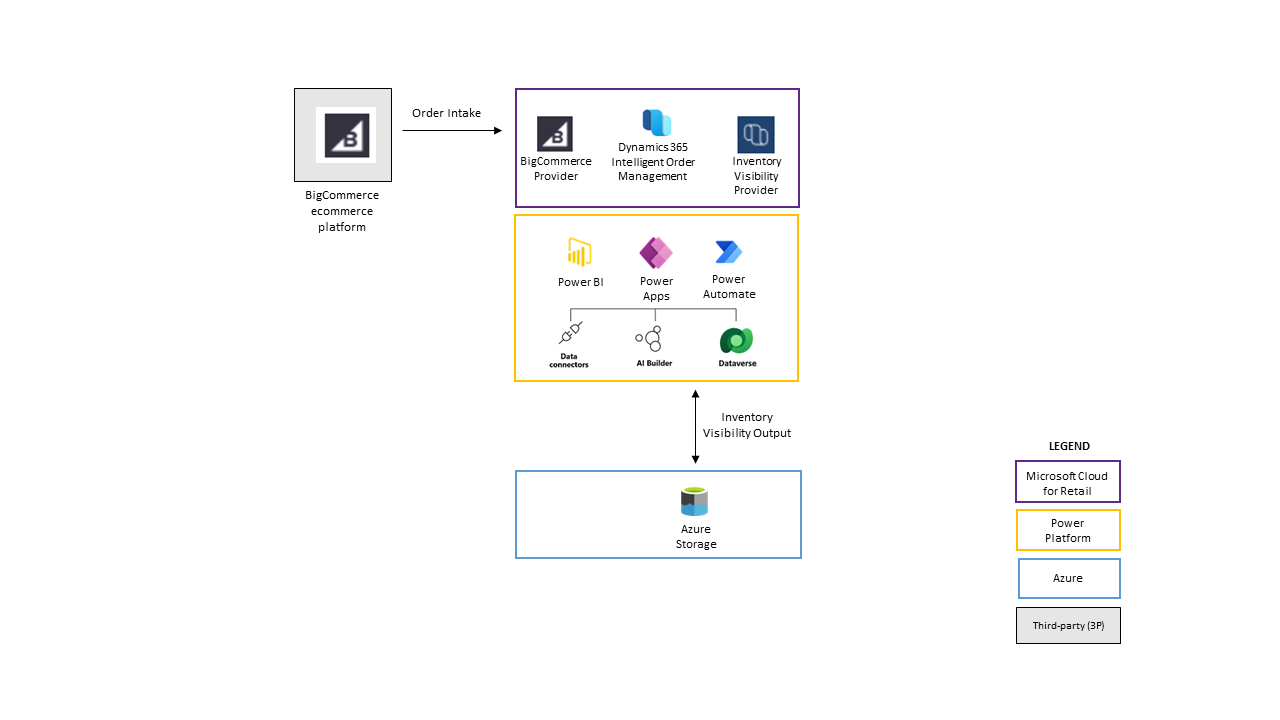 Order Intake
BigCommerce
ecommerce
platform
BigCommerce
Provider
Dynamics 365
Intelligent Order
Management
Inventory
Visibility
Provider
Power BI
Power
Apps
Power
Automate
Data
connectors
AI Builder
Dataverse
Inventory
Visibility Output
Azure
Storage
LEGEND
Microsoft Cloud
for Retail
Power
Platform
Azure
Third-party (3P)